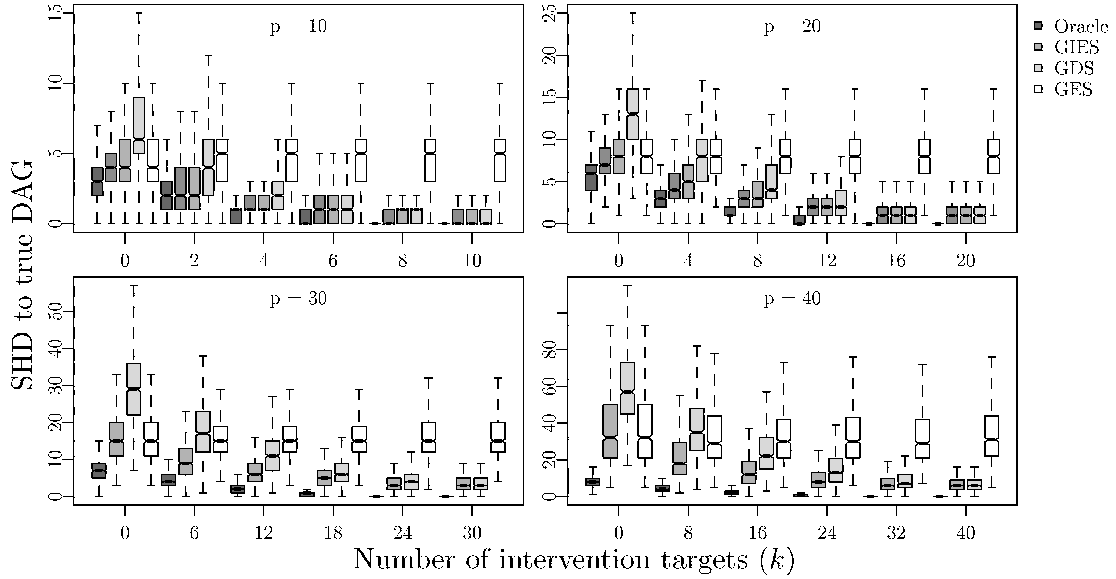 p = 10
p = 20
Oracle
GIES
GDS
GES
SHD to true DAG
15
10
5
0
25
20
15
10
5
0
0 2 4 6 8 10
0 4 8 12 16 20
p = 30
p = 40
50
40
30
20
10
0
80
60
40
20
0
0 6 12 18 24 30
0 8 16 24 32 40
Number of intervention targets (k)